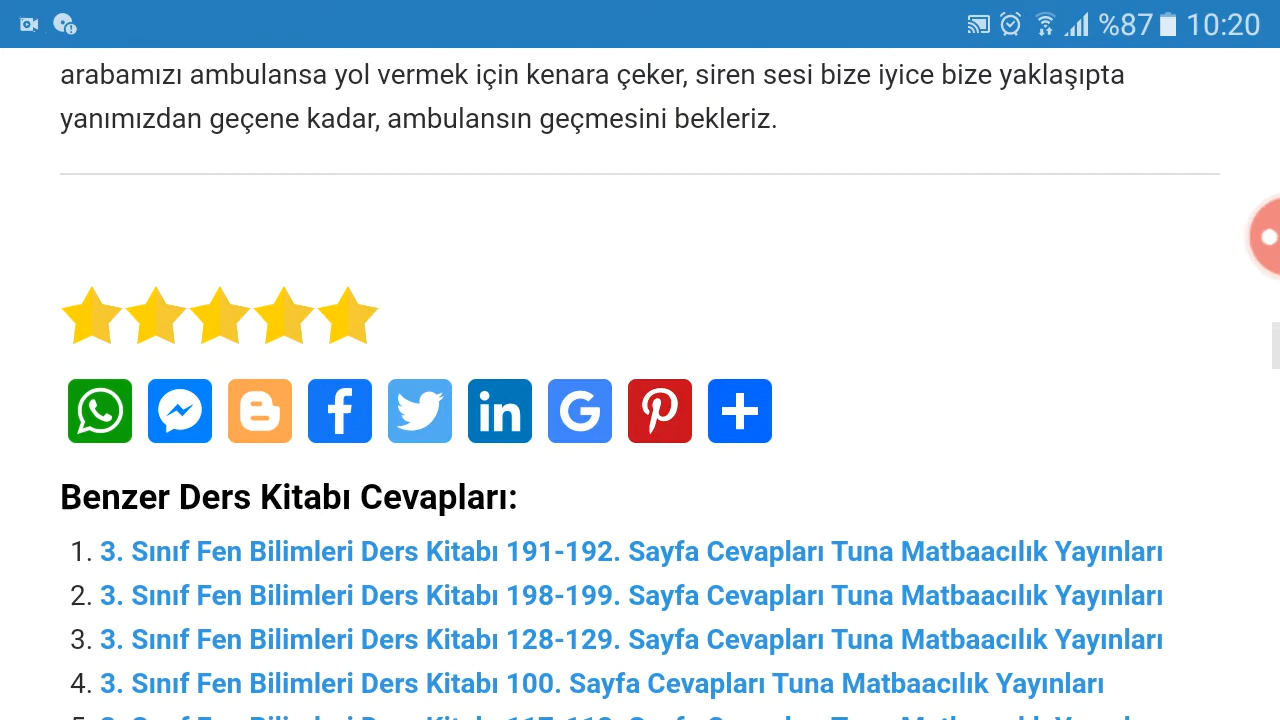 %87 10:20
arabamızı ambulansa yol vermek için kenara çeker, siren sesi bize iyice bize yaklaşıpta
yanımızdan geçene kadar, ambulansın geçmesini bekleriz.
Benzer Ders Kitabı Cevapları:
1. 3. Sınıf Fen Bilimleri Ders Kitabı 191-192. Sayfa Cevapları Tuna Matbaacılık Yayınları
2. 3. Sınıf Fen Bilimleri Ders Kitabı 198-199. Sayfa Cevapları Tuna Matbaacılık Yayınları
3. 3. Sınıf Fen Bilimleri Ders Kitabı 128-129. Sayfa Cevapları Tuna Matbaacılık Yayınları
4. 3. Sınıf Fen Bilimleri Ders Kitabı 100. Sayfa Cevapları Tuna Matbaacılık Yayınları